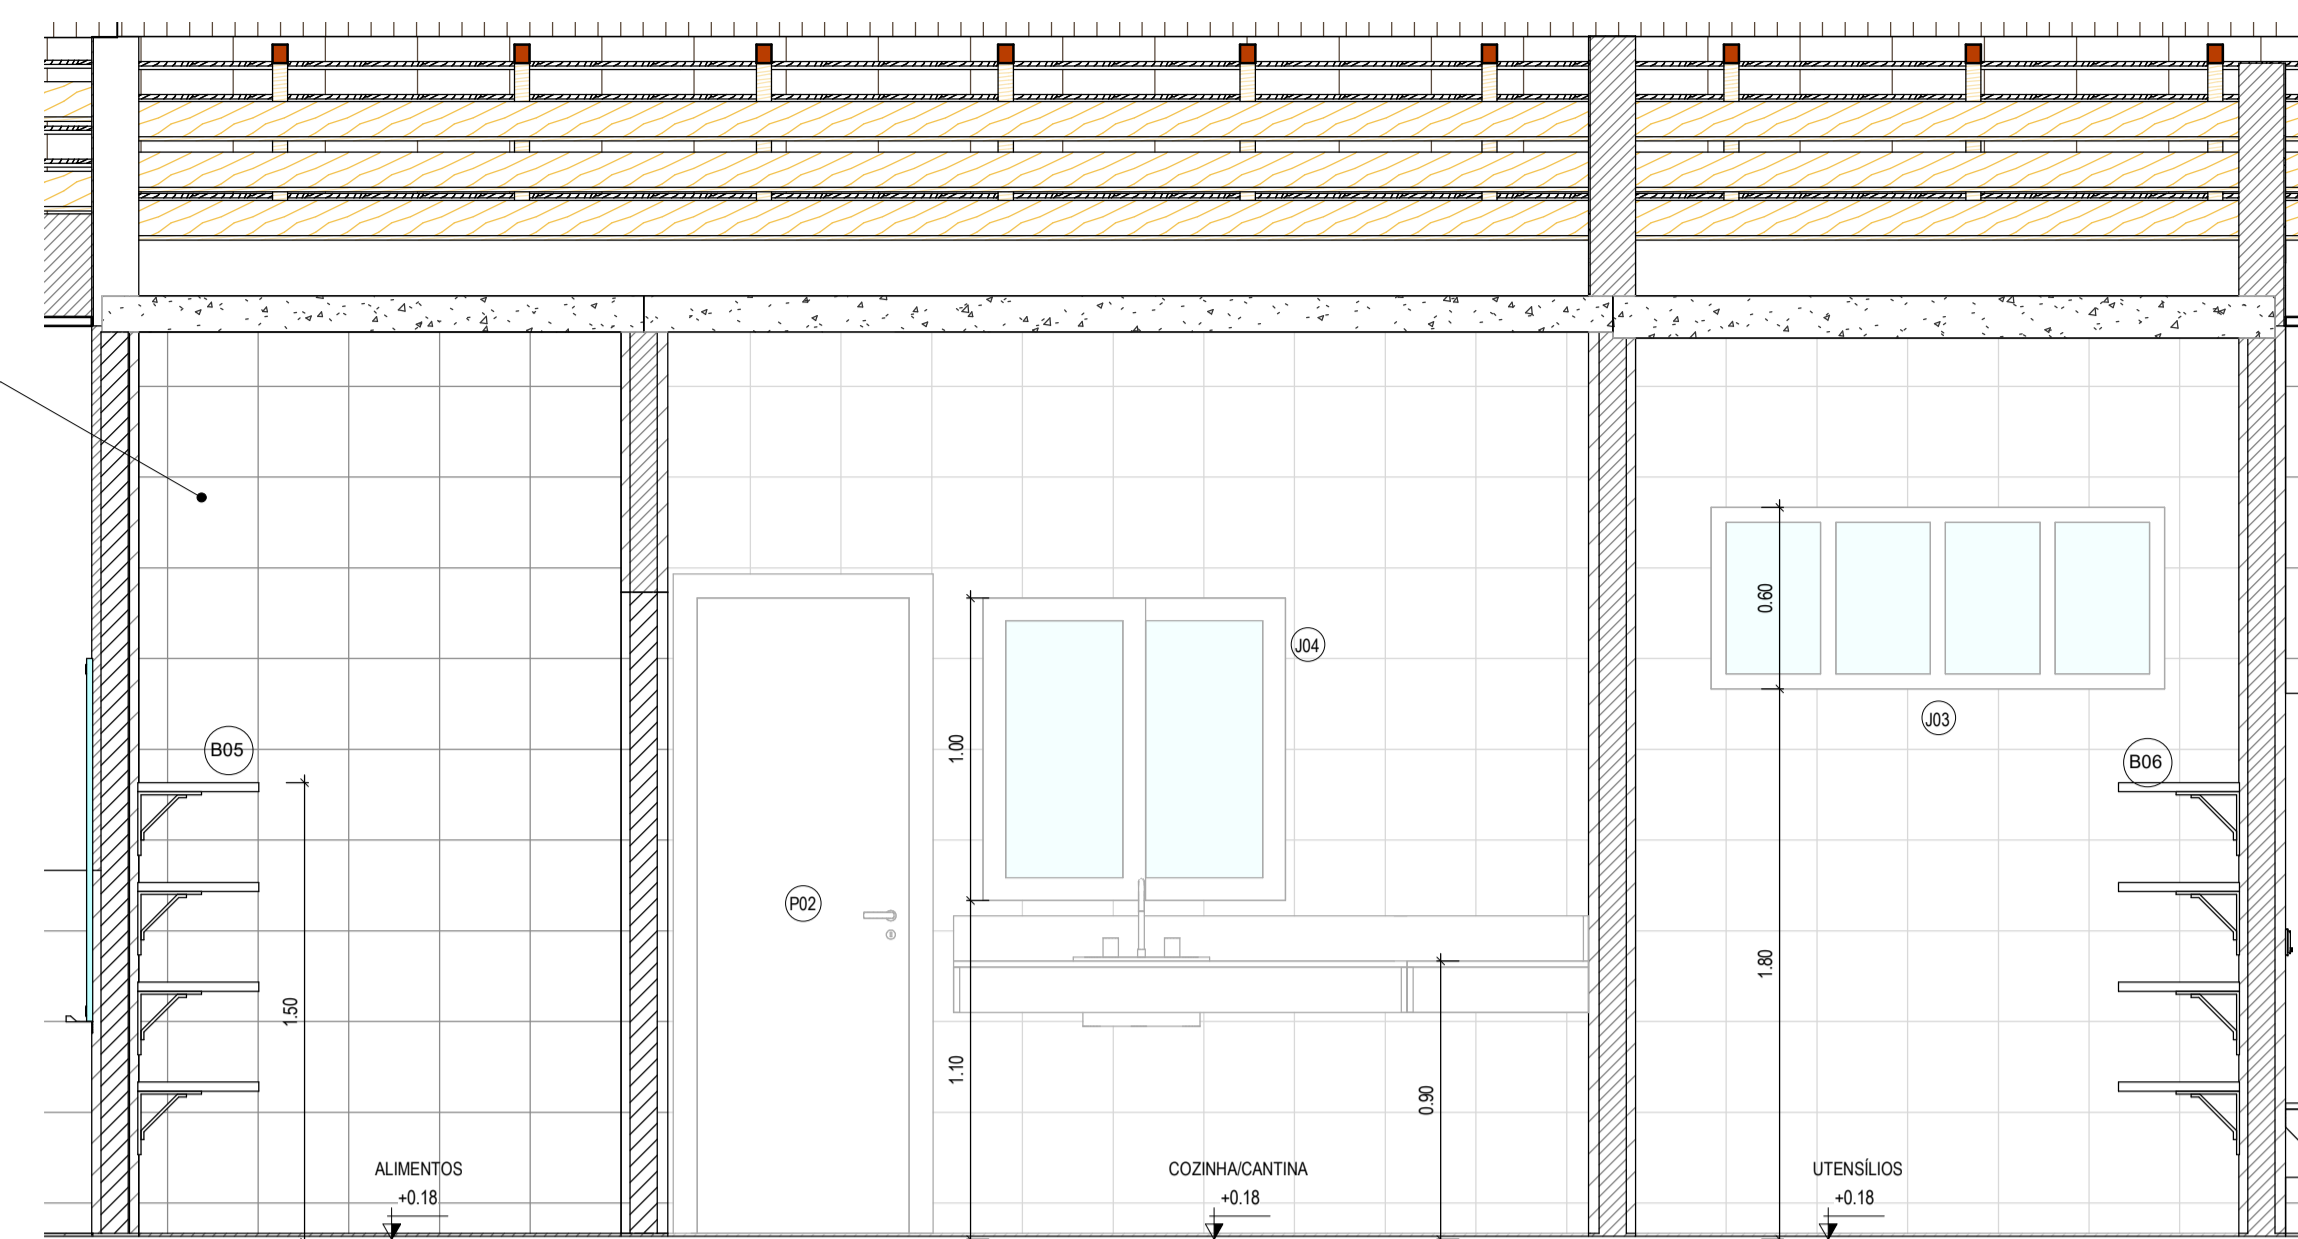 0.60
J04
J03
B05
1.00
B06
P02
1.50
1.80
1.10
0.90
ALIMENTOS
+0.18
COZINHA/CANTINA
+0.18
UTENSÍLIOS
+0.18